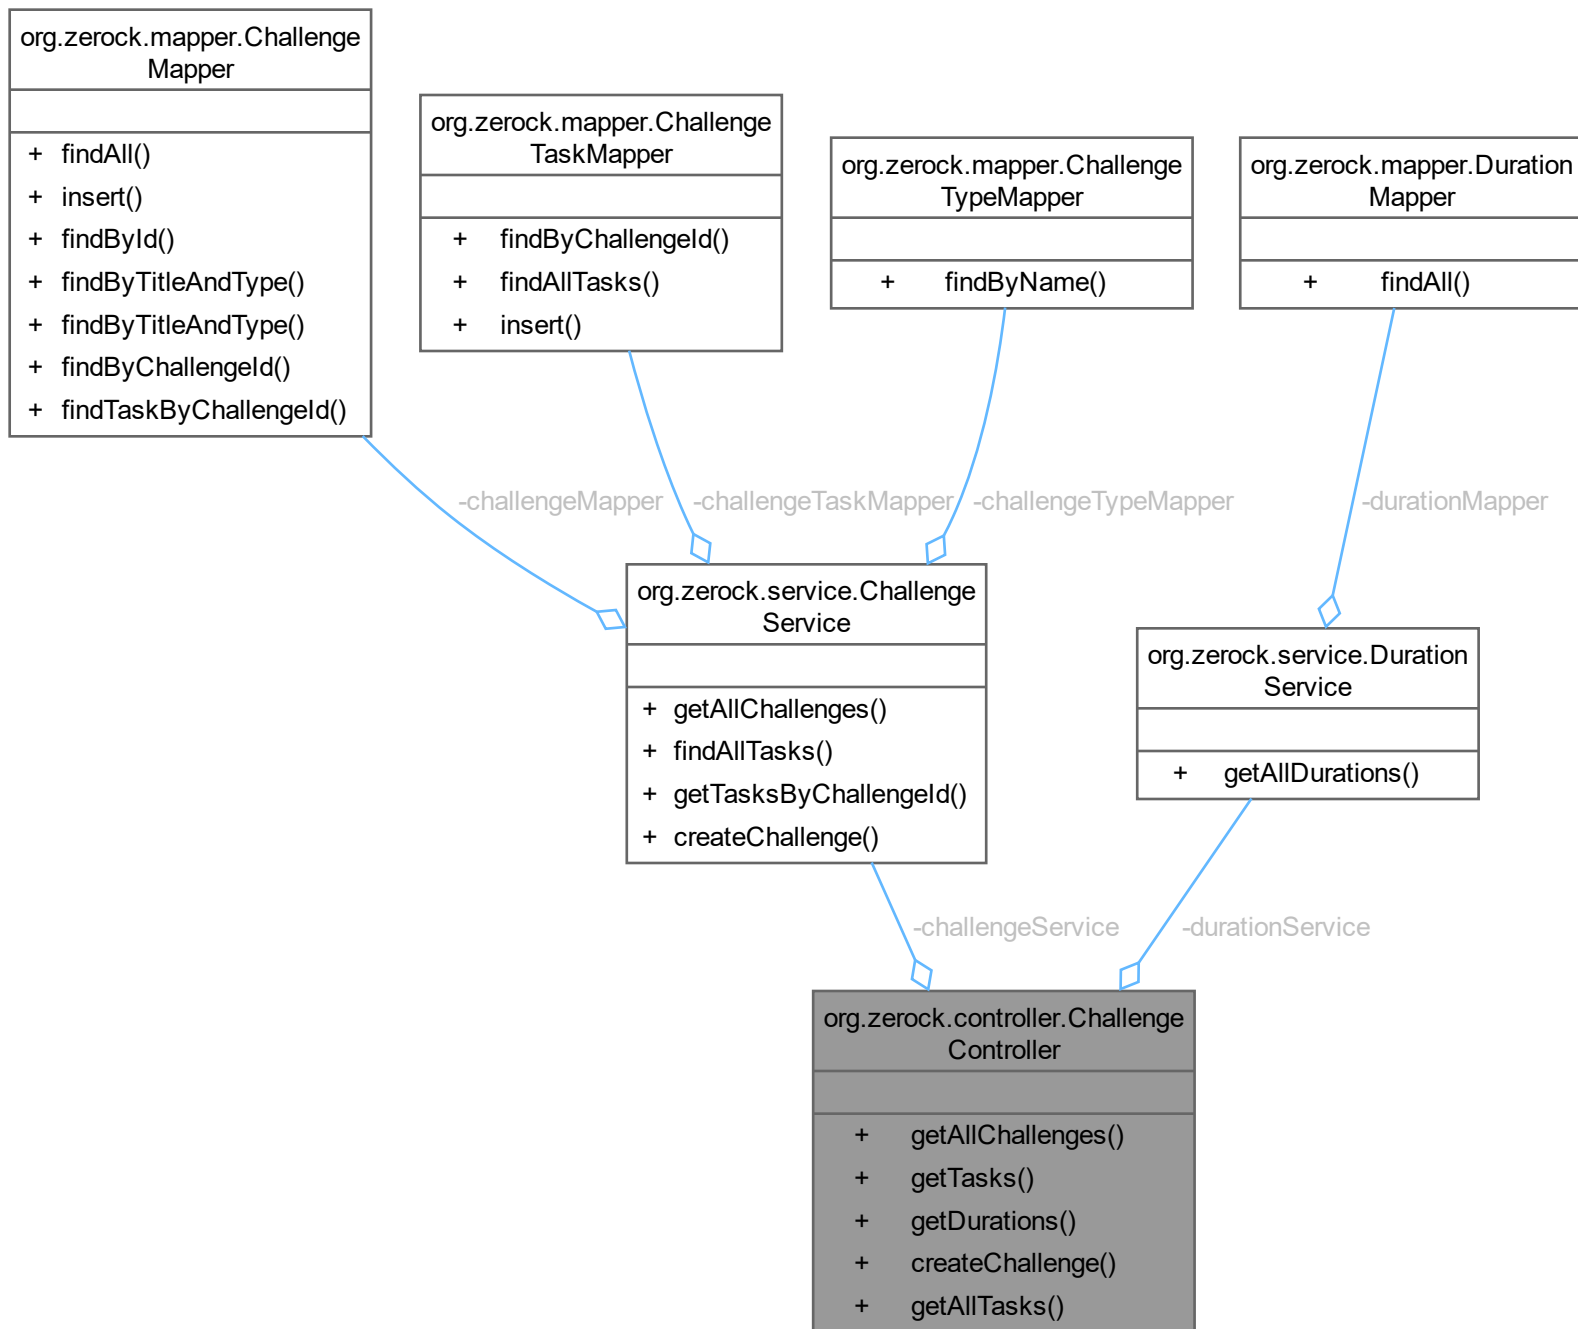 org.zerock.mapper.Challenge
Mapper
+ findAll()
+ insert()
+ findById()
+ findByTitleAndType()
+ findByTitleAndType()
+ findByChallengeId()
+ findTaskByChallengeId()
org.zerock.mapper.Challenge
TaskMapper
+ findByChallengeId()
+ findAllTasks()
+ insert()
org.zerock.mapper.Challenge
TypeMapper
+ findByName()
org.zerock.mapper.Duration
Mapper
+ findAll()
-challengeMapper
-challengeTaskMapper
-challengeTypeMapper
-durationMapper
org.zerock.service.Challenge
Service
+ getAllChallenges()
+ findAllTasks()
+ getTasksByChallengeId()
+ createChallenge()
org.zerock.service.Duration
Service
+ getAllDurations()
-challengeService
-durationService
org.zerock.controller.Challenge
Controller
+ getAllChallenges()
+ getTasks()
+ getDurations()
+ createChallenge()
+ getAllTasks()